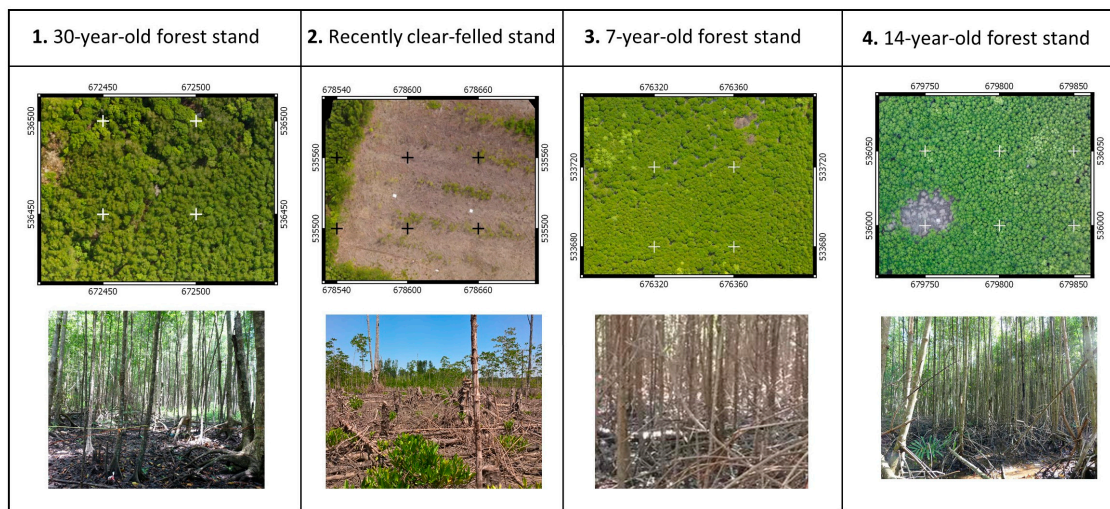 1. 30-year-old forest stand
2. Recently clear-felled stand
3. 7-year-old forest stand
4. 14-year-old forest stand
672450 672500
536500 536500
536450 536450
672450 672500
678540 678600 678660
535560 535560
535500 535500
678540 678600 678660
676320 676360
533720 533720
533680 533680
676320 676360
679750 679800 679850
536050 536050
536000 536000
679750 679800 679850